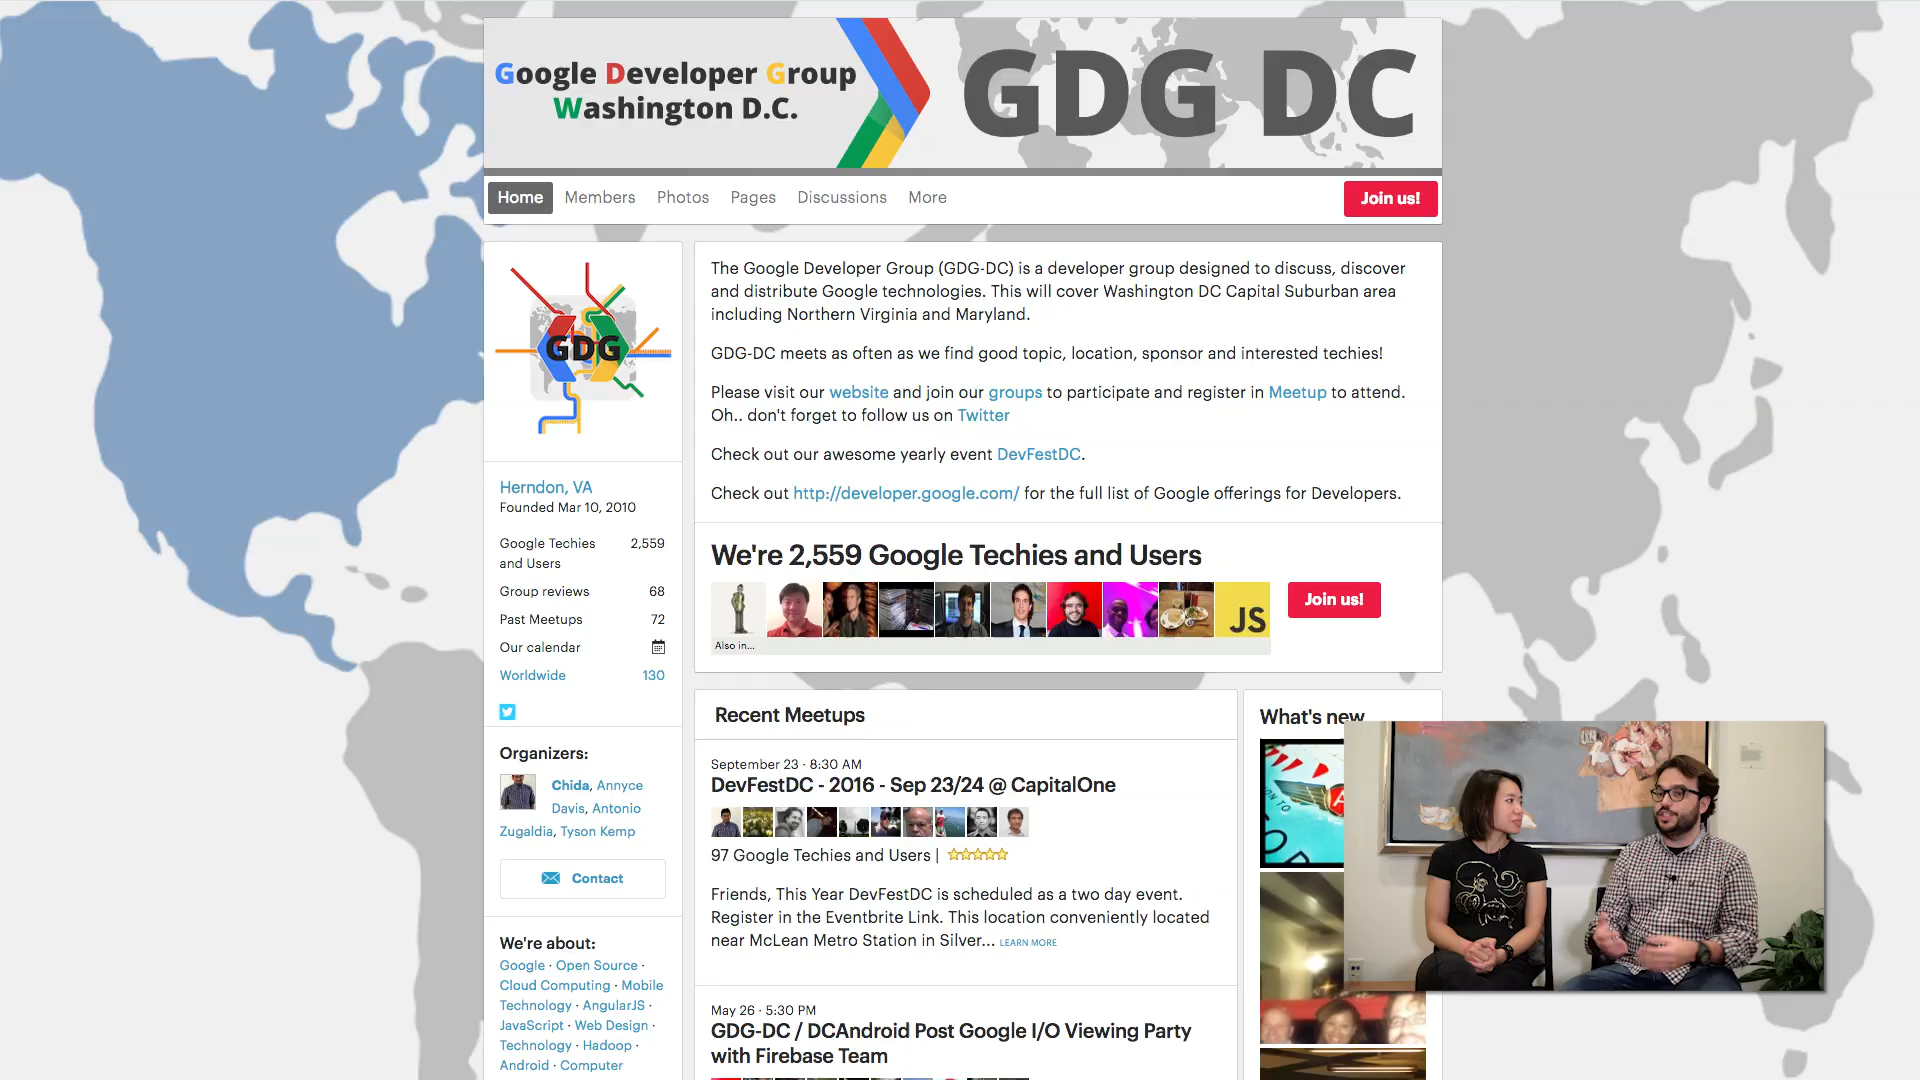 Google Developer Group
Washington D.C.
GDG DC
Home Members Photos Pages Discussions More Join us!
GDG
Herndon, VA
Founded Mar 10, 2010
Google Techies and Users 2,559
Group reviews 68
Past Meetups 72
Our calendar
Worldwide 130
Organizers:
Chida, Annyce
Davis, Antonio
Zugaldia, Tyson Kemp
Contact
We're about:
Google · Open Source ·
Cloud Computing · Mobile
Technology · AngularJS ·
JavaScript · Web Design ·
Technology · Hadoop ·
Android · Computer
The Google Developer Group (GDG-DC) is a developer group designed to discuss, discover
and distribute Google technologies. This will cover Washington DC Capital Suburban area
including Northern Virginia and Maryland.
GDG-DC meets as often as we find good topic, location, sponsor and interested techies!
Please visit our website and join our groups to participate and register in Meetup to attend.
Oh.. don't forget to follow us on Twitter
Check out our awesome yearly event DevFestDC.
Check out http://developer.google.com/ for the full list of Google offerings for Developers.
We're 2,559 Google Techies and Users
JS
Also in...
Join us!
Recent Meetups
September 23 · 8:30 AM
DevFestDC - 2016 - Sep 23/24 @ CapitalOne
97 Google Techies and Users |
Friends, This Year DevFestDC is scheduled as a two day event.
Register in the Eventbrite Link. This location conveniently located
near McLean Metro Station in Silver... LEARN MORE
May 26 · 5:30 PM
GDG-DC / DCAndroid Post Google I/O Viewing Party
with Firebase Team
What's new